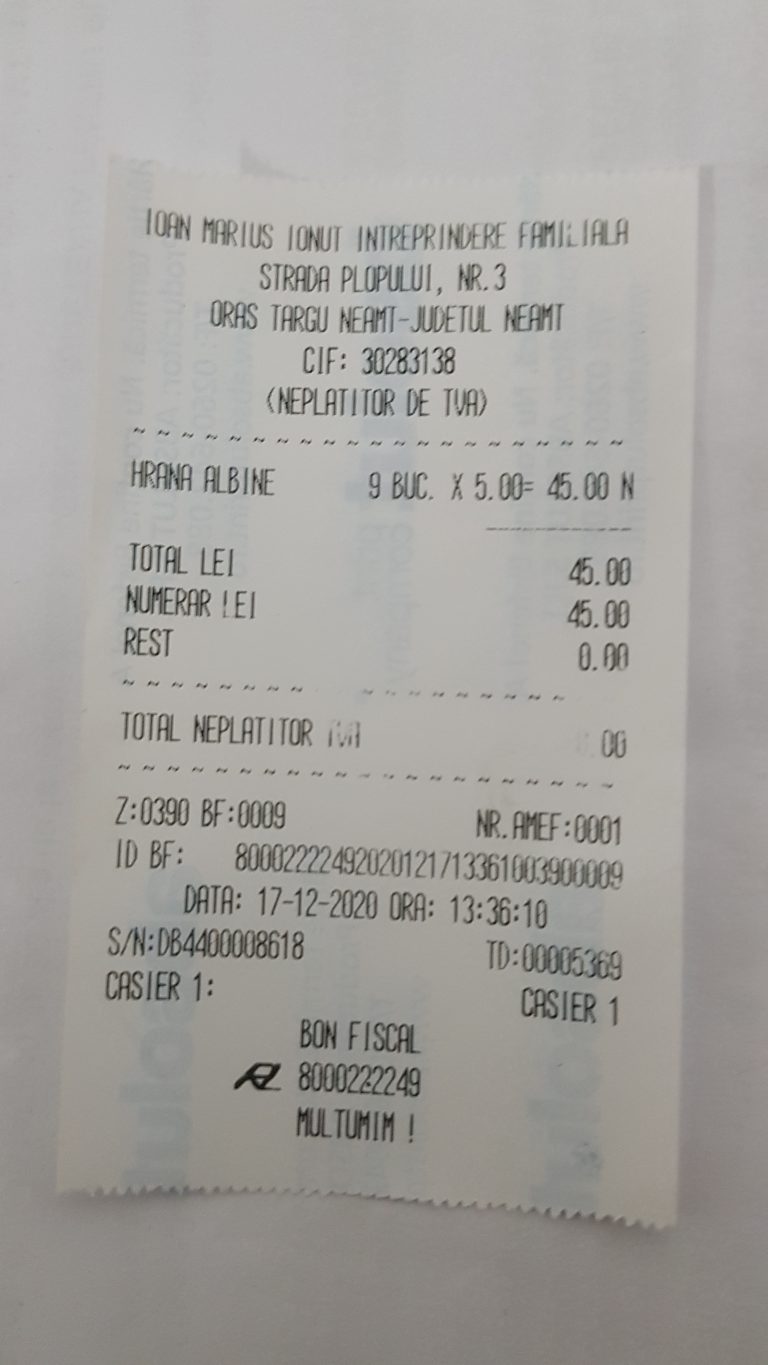 IOAN MARIUS IONUT INTREPRINDERE FAMILIALA
STRADA PLOPULUI, NR.3
ORAS TARGU NEAMT-JUDETUL NEAMT
CIF: 30283138
(NEPLATITOR DE TVA)
HRANA ALBINE 9 BUC. X 5.00= 45.00 N
TOTAL LEI 45.00
NUMERAR LEI 45.00
REST 0.00
TOTAL NEPLATITOR TVA
Z:0390 BF:0009 NR.AMEF:0001
ID BF: 80002222492020121713361003900009
DATA: 17-12-2020 ORA: 13:36:10
S/N:DB4400008618 TD:00005369
CASIER 1: CASIER 1
BON FISCAL
8000222249
MULTUMIM !